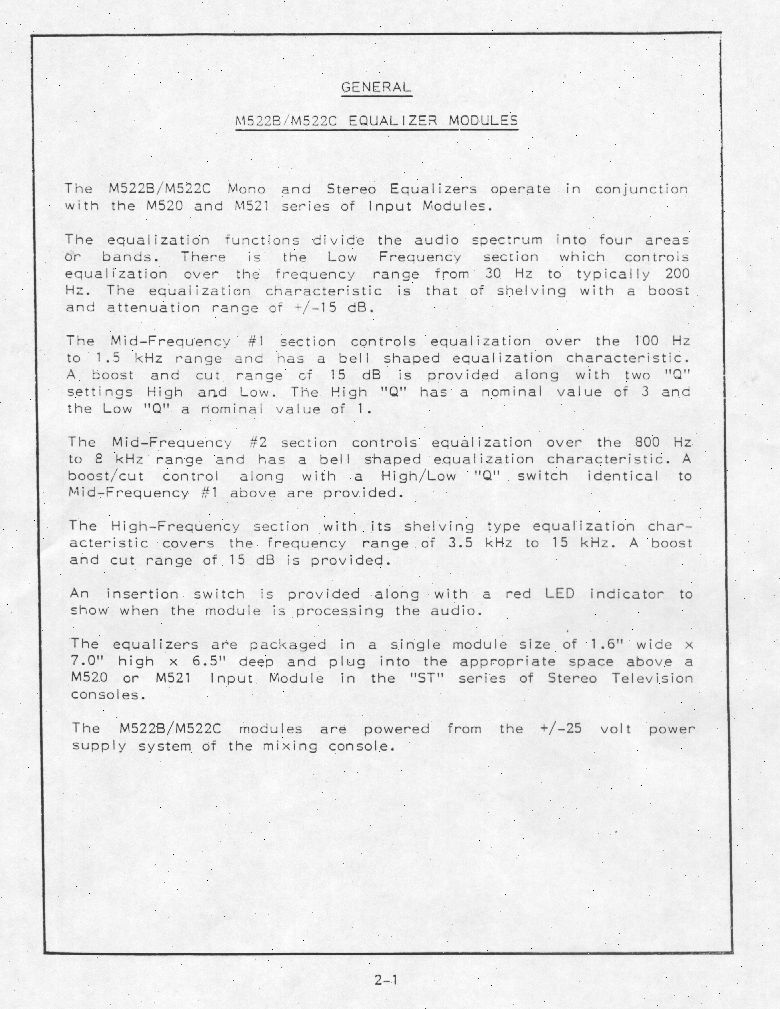 GENERAL
M522B/M522C EQUALIZER MODULES
The M522B/M522C Mono and Stereo Equalizers operate in conjunction
with the M520 and M521 series of Input Modules.
The equalization functions divide the audio spectrum into four areas
or bands. There is the Low Frequency section which controls
equalization over the frequency range from 30 Hz to typically 200
Hz. The equalization characteristic is that of shelving with a boost
and attenuation range of +/-15 dB.
The Mid-Frequency #1 section controls equalization over the 100 Hz
to 1.5 kHz range and has a bell shaped equalization characteristic.
A boost and cut range of 15 dB is provided along with two "Q"
settings High and Low. The High "Q" has a nominal value of 3 and
the Low "Q" a nominal value of 1.
The Mid-Frequency #2 section controls equalization over the 800 Hz
to 8 kHz range and has a bell shaped equalization characteristic. A
boost/cut control along with a High/Low "Q" switch identical to
Mid-Frequency #1 above are provided.
The High-Frequency section with its shelving type equalization char-
acteristic covers the frequency range of 3.5 kHz to 15 kHz. A boost
and cut range of 15 dB is provided.
An insertion switch is provided along with a red LED indicator to
show when the module is processing the audio.
The equalizers are packaged in a single module size of 1.6" wide x
7.0" high x 6.5" deep and plug into the appropriate space above a
M520 or M521 Input Module in the "ST" series of Stereo Television
consoles.
The M522B/M522C modules are powered from the +/-25 volt power
supply system of the mixing console.
2-1